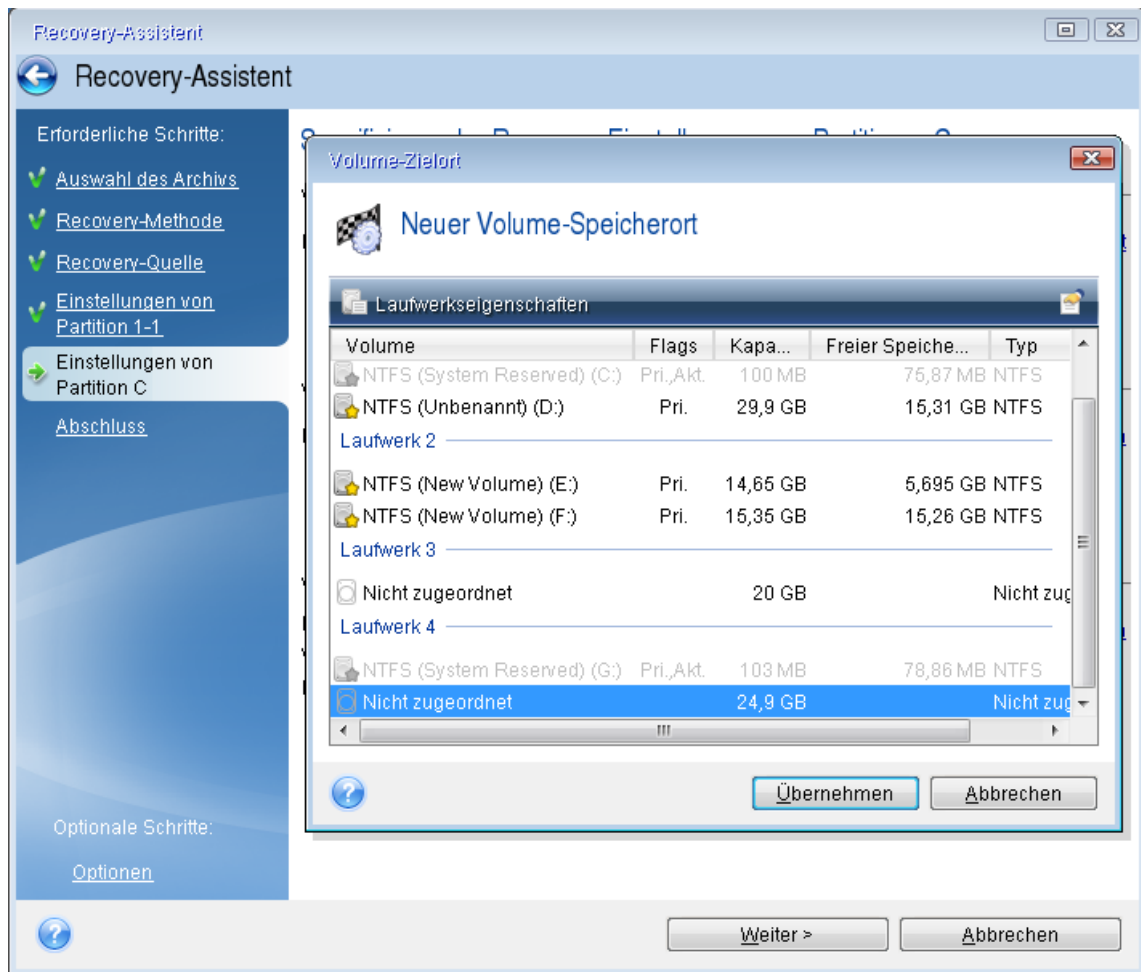 Recovery-Assistent
Recovery-Assistent
Erforderliche Schritte:
Auswahl des Archivs
Recovery-Methode
Recovery-Quelle
Einstellungen von
Partition 1-1
Einstellungen von
Partition C
Abschluss
Optionale Schritte:
Optionen
Volume-Zielort
Neuer Volume-Speicherort
Laufwerkseigenschaften
Volume Flags Kapa... Freier Speiche... Typ
NTFS (System Reserved) (C:) Pri.,Akt. 100 MB 75,87 MB NTFS
NTFS (Unbenannt) (D:) Pri. 29,9 GB 15,31 GB NTFS
Laufwerk 2
NTFS (New Volume) (E:) Pri. 14,65 GB 5,695 GB NTFS
NTFS (New Volume) (F:) Pri. 15,35 GB 15,26 GB NTFS
Laufwerk 3
Nicht zugeordnet 20 GB Nicht zug
Laufwerk 4
NTFS (System Reserved) (G:) Pri.,Akt. 103 MB 78,86 MB NTFS
Nicht zugeordnet 24,9 GB Nicht zug
Übernehmen Abbrechen
Weiter > Abbrechen